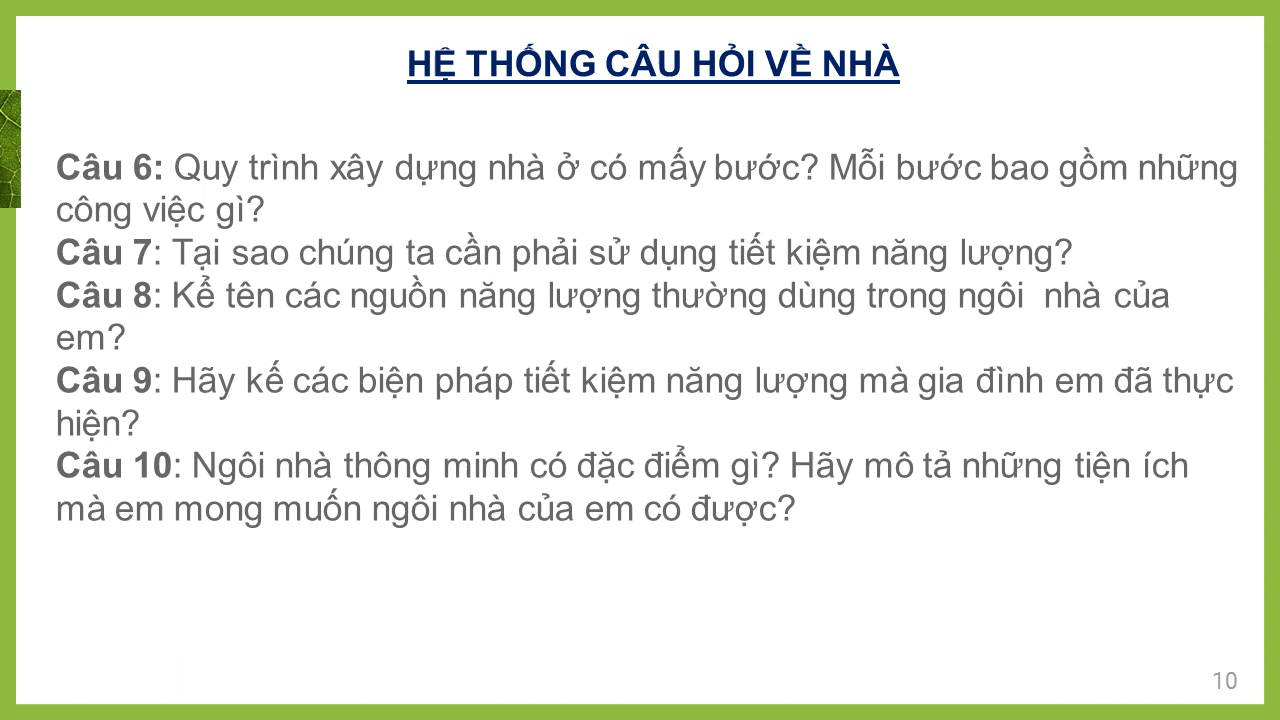 HỆ THỐNG CÂU HỎI VỀ NHÀ
Câu 6: Quy trình xây dựng nhà ở có mấy bước? Mỗi bước bao gồm những
công việc gì?
Câu 7: Tại sao chúng ta cần phải sử dụng tiết kiệm năng lượng?
Câu 8: Kể tên các nguồn năng lượng thường dùng trong ngôi  nhà của
em?
Câu 9: Hãy kế các biện pháp tiết kiệm năng lượng mà gia đình em đã thực
hiện?
Câu 10: Ngôi nhà thông minh có đặc điểm gì? Hãy mô tả những tiện ích
mà em mong muốn ngôi nhà của em có được?
10